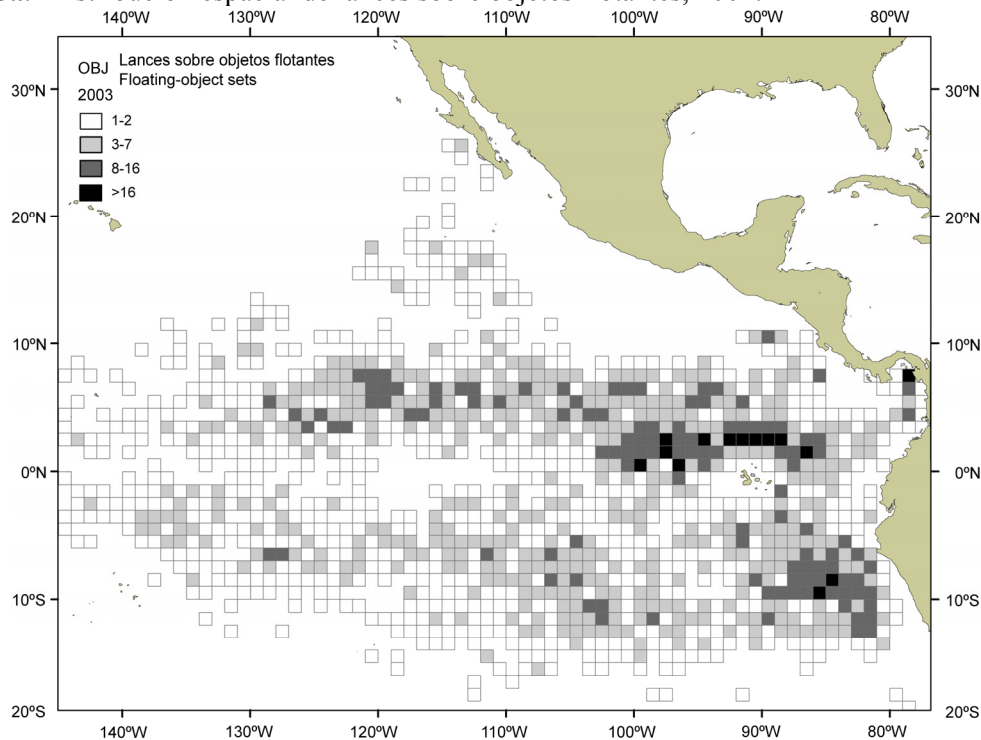 140ºW 130ºW 120ºW 110ºW 100ºW 90ºW 80ºW
OBJ Lances sobre objetos flotantes
Floating-object sets
2003
1-2
3-7
8-16
>16
30ºN 30ºN
20ºN 20ºN
10ºN 10ºN
0ºN 0ºN
10ºS 10ºS
20ºS 20ºS
140ºW 130ºW 120ºW 110ºW 100ºW 90ºW 80ºW